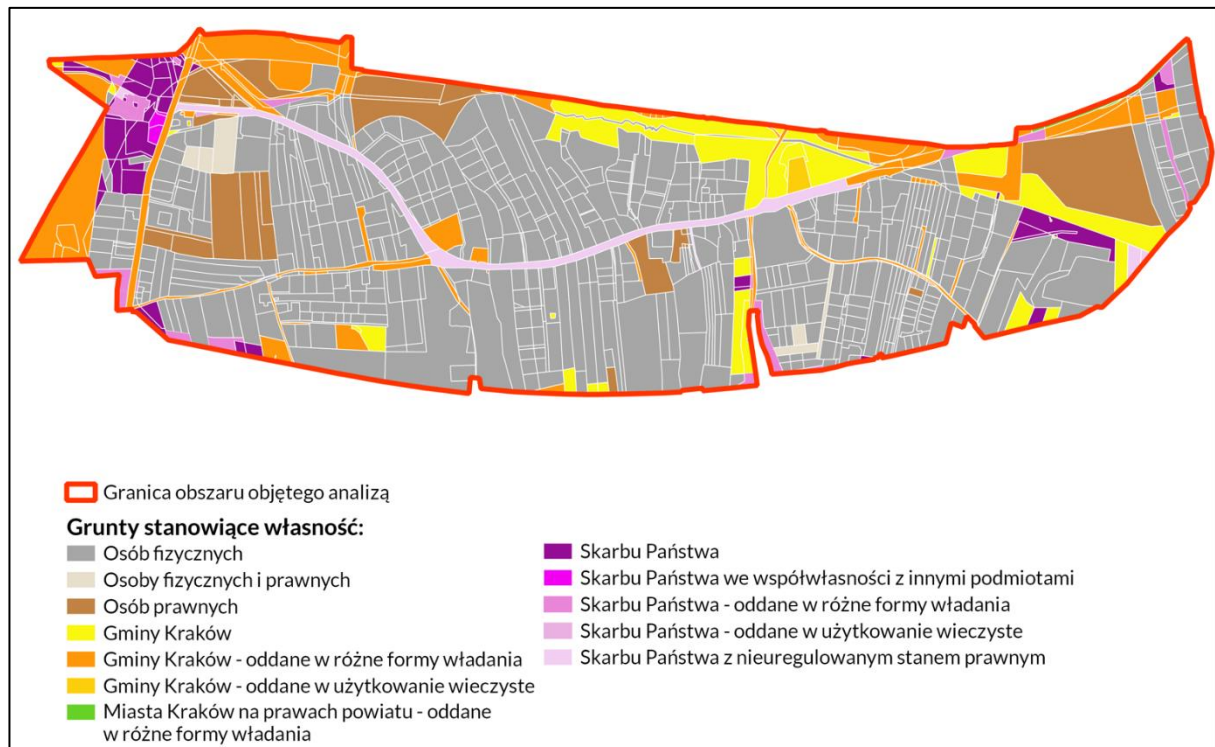 Granica obszaru objętego analizą
Grunty stanowiące własność:
Osób fizycznych
Osoby fizycznych i prawnych
Osób prawnych
Gminy Kraków
Gminy Kraków - oddane w różne formy władania
Gminy Kraków - oddane w użytkowanie wieczyste
Miasta Kraków na prawach powiatu - oddane
w różne formy władania
Skarbu Państwa
Skarbu Państwa we współwłasności z innymi podmiotami
Skarbu Państwa - oddane w różne formy władania
Skarbu Państwa - oddane w użytkowanie wieczyste
Skarbu Państwa z nieuregulowanym stanem prawnym